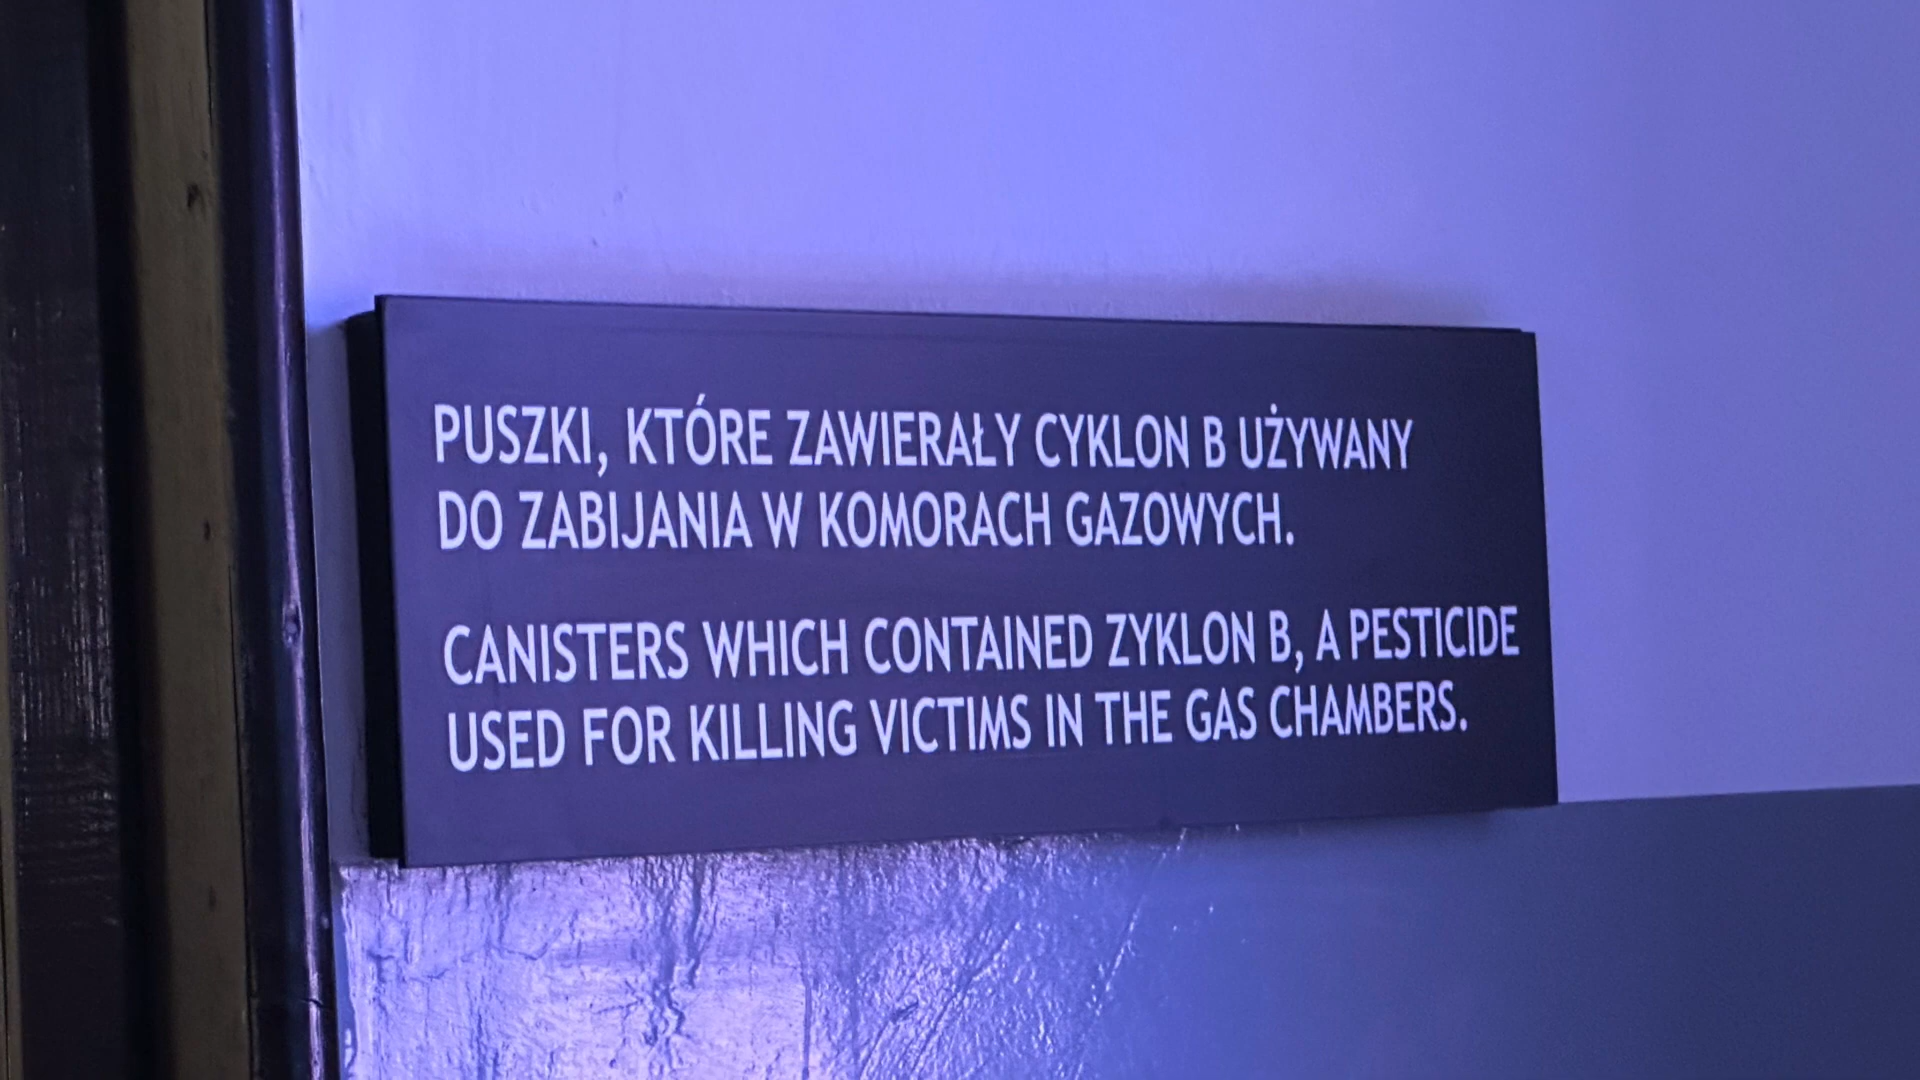 PUSZKI, KTÓRE ZAWIERAŁY CYKLON B UŻYWANY
DO ZABIJANIA W KOMORACH GAZOWYCH.
CANISTERS WHICH CONTAINED ZYKLON B, A PESTICIDE
USED FOR KILLING VICTIMS IN THE GAS CHAMBERS.